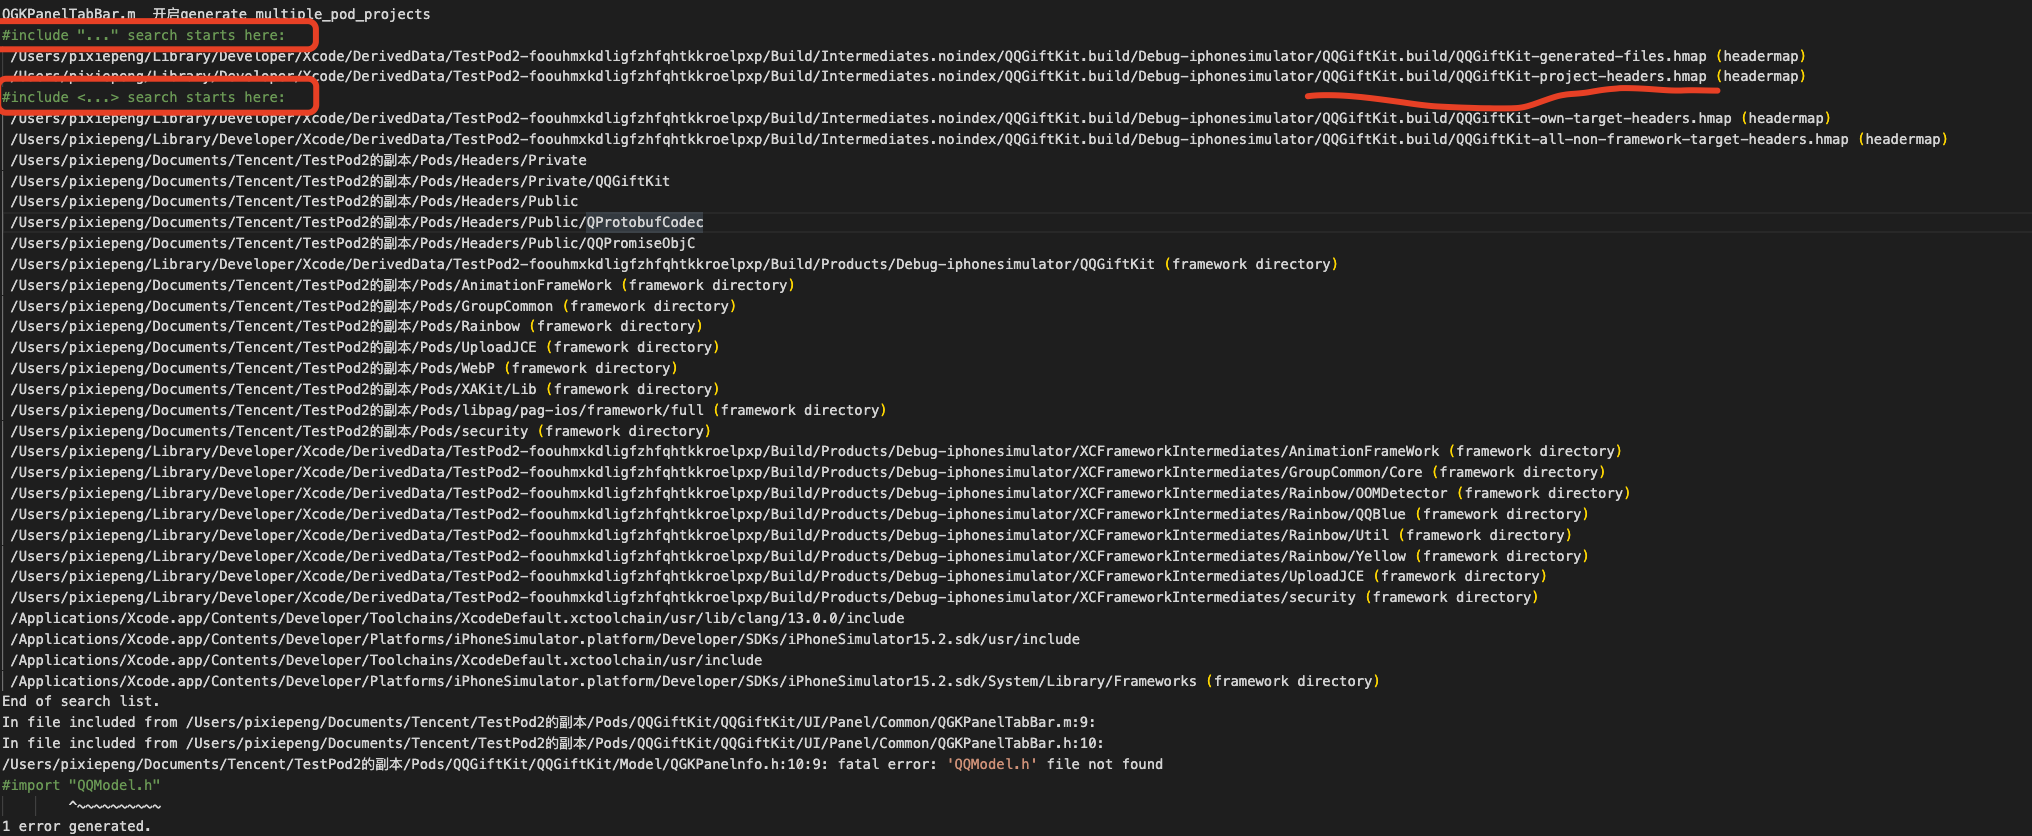 QGKPanelTabBar.m  开启generate_multiple_pod_projects
#include "..." search starts here:
/Users/pixiepeng/Library/Developer/Xcode/DerivedData/TestPod2-foouhmxkdligfzhfqhtkkroelpxp/Build/Intermediates.noindex/QQGiftKit.build/Debug-iphonesimulator/QQGiftKit.build/QQGiftKit-generated-files.hmap (headermap)
/Users/pixiepeng/Library/Developer/Xcode/DerivedData/TestPod2-foouhmxkdligfzhfqhtkkroelpxp/Build/Intermediates.noindex/QQGiftKit.build/Debug-iphonesimulator/QQGiftKit.build/QQGiftKit-project-headers.hmap (headermap)
#include <...> search starts here:
/Users/pixiepeng/Library/Developer/Xcode/DerivedData/TestPod2-foouhmxkdligfzhfqhtkkroelpxp/Build/Intermediates.noindex/QQGiftKit.build/Debug-iphonesimulator/QQGiftKit.build/QQGiftKit-own-target-headers.hmap (headermap)
/Users/pixiepeng/Library/Developer/Xcode/DerivedData/TestPod2-foouhmxkdligfzhfqhtkkroelpxp/Build/Intermediates.noindex/QQGiftKit.build/Debug-iphonesimulator/QQGiftKit.build/QQGiftKit-all-non-framework-target-headers.hmap (headermap)
/Users/pixiepeng/Documents/Tencent/TestPod2的副本/Pods/Headers/Private
/Users/pixiepeng/Documents/Tencent/TestPod2的副本/Pods/Headers/Private/QQGiftKit
/Users/pixiepeng/Documents/Tencent/TestPod2的副本/Pods/Headers/Public
/Users/pixiepeng/Documents/Tencent/TestPod2的副本/Pods/Headers/Public/QProtobufCodec
/Users/pixiepeng/Documents/Tencent/TestPod2的副本/Pods/Headers/Public/QQPromiseObjC
/Users/pixiepeng/Library/Developer/Xcode/DerivedData/TestPod2-foouhmxkdligfzhfqhtkkroelpxp/Build/Products/Debug-iphonesimulator/QQGiftKit (framework directory)
/Users/pixiepeng/Documents/Tencent/TestPod2的副本/Pods/AnimationFrameWork (framework directory)
/Users/pixiepeng/Documents/Tencent/TestPod2的副本/Pods/GroupCommon (framework directory)
/Users/pixiepeng/Documents/Tencent/TestPod2的副本/Pods/Rainbow (framework directory)
/Users/pixiepeng/Documents/Tencent/TestPod2的副本/Pods/UploadJCE (framework directory)
/Users/pixiepeng/Documents/Tencent/TestPod2的副本/Pods/WebP (framework directory)
/Users/pixiepeng/Documents/Tencent/TestPod2的副本/Pods/XAKit/Lib (framework directory)
/Users/pixiepeng/Documents/Tencent/TestPod2的副本/Pods/libpag/pag-ios/framework/full (framework directory)
/Users/pixiepeng/Documents/Tencent/TestPod2的副本/Pods/security (framework directory)
/Users/pixiepeng/Library/Developer/Xcode/DerivedData/TestPod2-foouhmxkdligfzhfqhtkkroelpxp/Build/Products/Debug-iphonesimulator/XCFrameworkIntermediates/AnimationFrameWork (framework directory)
/Users/pixiepeng/Library/Developer/Xcode/DerivedData/TestPod2-foouhmxkdligfzhfqhtkkroelpxp/Build/Products/Debug-iphonesimulator/XCFrameworkIntermediates/GroupCommon/Core (framework directory)
/Users/pixiepeng/Library/Developer/Xcode/DerivedData/TestPod2-foouhmxkdligfzhfqhtkkroelpxp/Build/Products/Debug-iphonesimulator/XCFrameworkIntermediates/Rainbow/OOMDetector (framework directory)
/Users/pixiepeng/Library/Developer/Xcode/DerivedData/TestPod2-foouhmxkdligfzhfqhtkkroelpxp/Build/Products/Debug-iphonesimulator/XCFrameworkIntermediates/Rainbow/QQBlue (framework directory)
/Users/pixiepeng/Library/Developer/Xcode/DerivedData/TestPod2-foouhmxkdligfzhfqhtkkroelpxp/Build/Products/Debug-iphonesimulator/XCFrameworkIntermediates/Rainbow/Util (framework directory)
/Users/pixiepeng/Library/Developer/Xcode/DerivedData/TestPod2-foouhmxkdligfzhfqhtkkroelpxp/Build/Products/Debug-iphonesimulator/XCFrameworkIntermediates/Rainbow/Yellow (framework directory)
/Users/pixiepeng/Library/Developer/Xcode/DerivedData/TestPod2-foouhmxkdligfzhfqhtkkroelpxp/Build/Products/Debug-iphonesimulator/XCFrameworkIntermediates/UploadJCE (framework directory)
/Users/pixiepeng/Library/Developer/Xcode/DerivedData/TestPod2-foouhmxkdligfzhfqhtkkroelpxp/Build/Products/Debug-iphonesimulator/XCFrameworkIntermediates/security (framework directory)
/Applications/Xcode.app/Contents/Developer/Toolchains/XcodeDefault.xctoolchain/usr/lib/clang/13.0.0/include
/Applications/Xcode.app/Contents/Developer/Platforms/iPhoneSimulator.platform/Developer/SDKs/iPhoneSimulator15.2.sdk/usr/include
/Applications/Xcode.app/Contents/Developer/Toolchains/XcodeDefault.xctoolchain/usr/include
/Applications/Xcode.app/Contents/Developer/Platforms/iPhoneSimulator.platform/Developer/SDKs/iPhoneSimulator15.2.sdk/System/Library/Frameworks (framework directory)
End of search list.
In file included from /Users/pixiepeng/Documents/Tencent/TestPod2的副本/Pods/QQGiftKit/QQGiftKit/UI/Panel/Common/QGKPanelTabBar.m:9:
In file included from /Users/pixiepeng/Documents/Tencent/TestPod2的副本/Pods/QQGiftKit/QQGiftKit/UI/Panel/Common/QGKPanelTabBar.h:10:
/Users/pixiepeng/Documents/Tencent/TestPod2的副本/Pods/QQGiftKit/QQGiftKit/Model/QGKPanelnfo.h:10:9: fatal error: 'QQModel.h' file not found
#import "QQModel.h"
^~~~~~~~~~~
1 error generated.